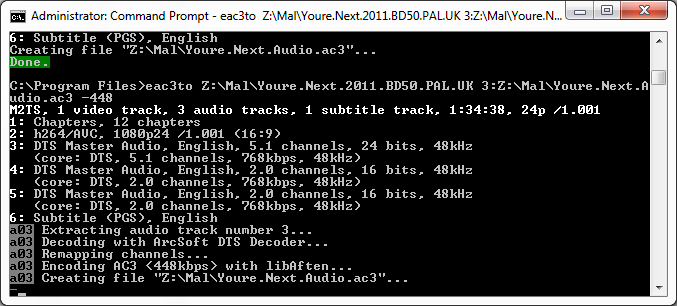 Administrator: Command Prompt - eac3to Z:\Mal\Youre.Next.2011.BD50.PAL.UK 3:Z:\Mal\Youre.N...
6: Subtitle (PGS), English
Creating file "Z:\Mal\Youre.Next.Audio.ac3"...
Done.
C:\Program Files>eac3to Z:\Mal\Youre.Next.2011.BD50.PAL.UK 3:Z:\Mal\Youre.Next.A
udio.ac3 -448
M2TS, 1 video track, 3 audio tracks, 1 subtitle track, 1:34:38, 24p /1.001
1: Chapters, 12 chapters
2: h264/AVC, 1080p24 /1.001 (16:9)
3: DTS Master Audio, English, 5.1 channels, 24 bits, 48kHz
(core: DTS, 5.1 channels, 768kbps, 48kHz)
4: DTS Master Audio, English, 2.0 channels, 16 bits, 48kHz
(core: DTS, 2.0 channels, 768kbps, 48kHz)
5: DTS Master Audio, English, 2.0 channels, 16 bits, 48kHz
(core: DTS, 2.0 channels, 768kbps, 48kHz)
6: Subtitle (PGS), English
a03 Extracting audio track number 3...
a03 Decoding with ArcSoft DTS Decoder...
a03 Remapping channels...
a03 Encoding AC3 <448kbps> with libAften...
a03 Creating file "Z:\Mal\Youre.Next.Audio.ac3"...